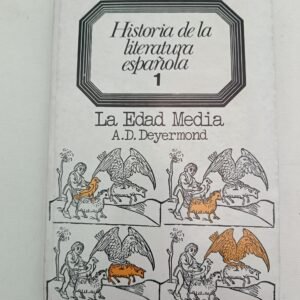 Historia de la
literatura
española
1
La Edad Media
A.D. Deyermond